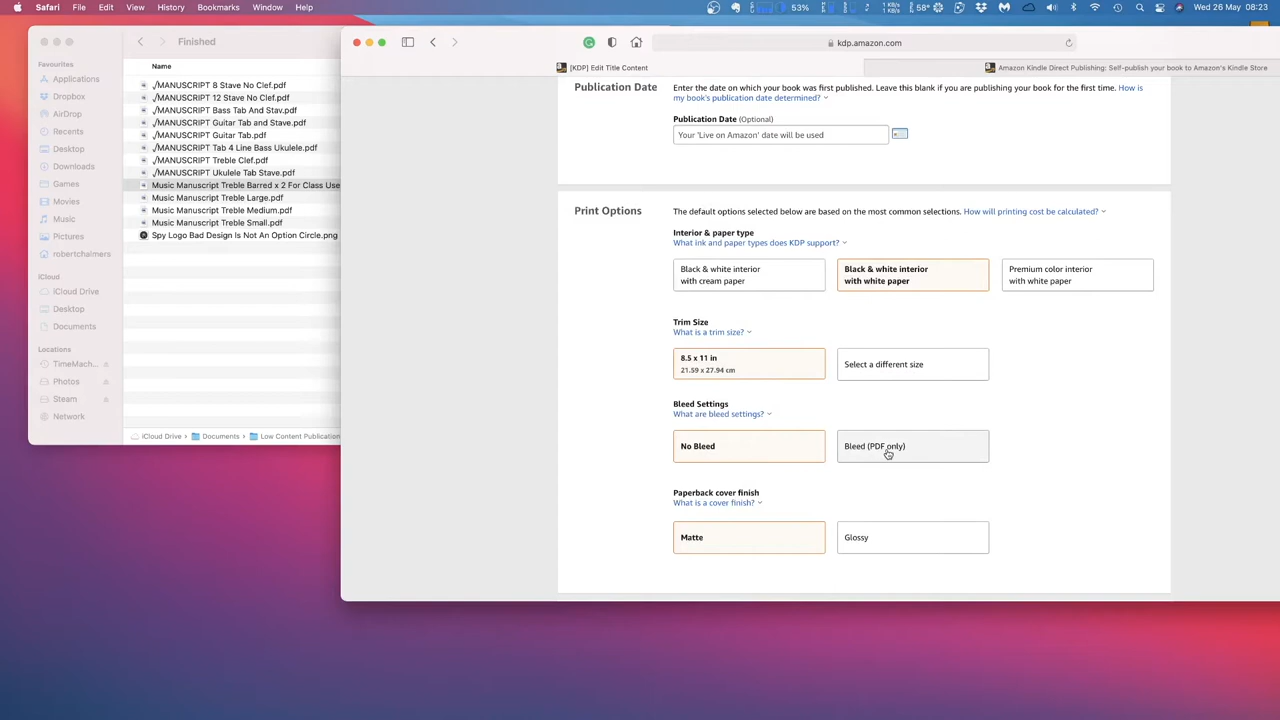 Safari File Edit View History Bookmarks Window Help
53%
Wed 26 May 08:23
Finished
kdp.amazon.com
[KDP] Edit Title Content
Amazon Kindle Direct Publishing: Self-publish your book to Amazon's Kindle Store
Favourites
Applications
Dropbox
AirDrop
Recents
Desktop
Downloads
Games
Movies
Music
Pictures
robertchalmers
iCloud
iCloud Drive
Desktop
Documents
Locations
TimeMach...
Photos
Steam
Network
Name
√MANUSCRIPT 8 Stave No Clef.pdf
√MANUSCRIPT 12 Stave No Clef.pdf
√MANUSCRIPT Bass Tab And Stav.pdf
√MANUSCRIPT Guitar Tab and Stave.pdf
√MANUSCRIPT Guitar Tab.pdf
√MANUSCRIPT Tab 4 Line Bass Ukulele.pdf
√MANUSCRIPT Treble Clef.pdf
√MANUSCRIPT Ukulele Tab Stave.pdf
Music Manuscript Treble Barred x 2 For Class Use
Music Manuscript Treble Large.pdf
Music Manuscript Treble Medium.pdf
Music Manuscript Treble Small.pdf
Spy Logo Bad Design Is Not An Option Circle.png
iCloud Drive › Documents › Low Content Publication
Publication Date
Enter the date on which your book was first published. Leave this blank if you are publishing your book for the first time. How is
my book's publication date determined?
Publication Date (Optional)
Your 'Live on Amazon' date will be used
Print Options
The default options selected below are based on the most common selections. How will printing cost be calculated?
Interior & paper type
What ink and paper types does KDP support?
Black & white interior
with cream paper
Black & white interior
with white paper
Premium color interior
with white paper
Trim Size
What is a trim size?
8.5 x 11 in
21.59 x 27.94 cm
Select a different size
Bleed Settings
What are bleed settings?
No Bleed
Bleed (PDF only)
Paperback cover finish
What is a cover finish?
Matte
Glossy